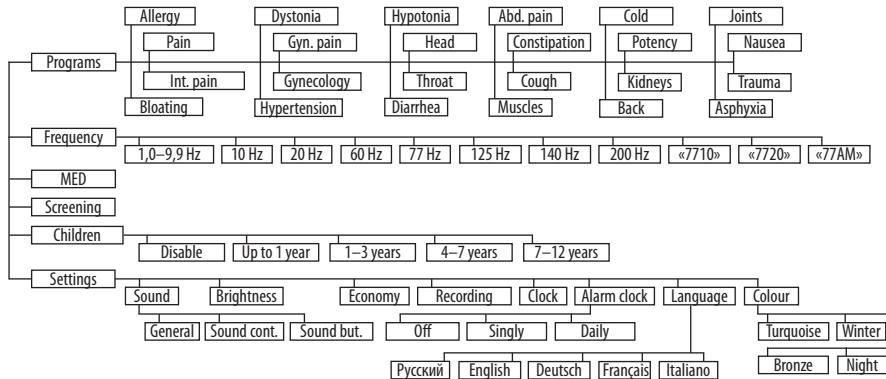 Allergy Dystonia Hypotonia Abd. pain Cold Joints
Pain Gyn. pain Head Constipation Potency Nausea
Programs
Int. pain Gynecology Throat Cough Kidneys Trauma
Bloating Hypertension Diarrhea Muscles Back Asphyxia
Frequency
1,0–9,9 Hz 10 Hz 20 Hz 60 Hz 77 Hz 125 Hz 140 Hz 200 Hz «7710» «7720» «77AM»
MED
Screening
Children
Disable Up to 1 year 1–3 years 4–7 years 7–12 years
Settings
Sound Brightness Economy Recording Clock Alarm clock Language Colour
General Sound cont. Sound but. Off Singly Daily Turquoise Winter
Русский English Deutsch Français Italiano Bronze Night